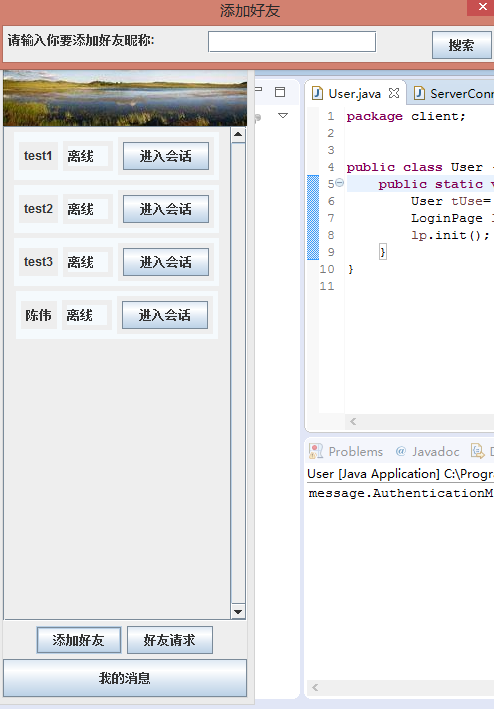 添加好友
请输入你要添加好友昵称:
搜索
test1 离线 进入会话
test2 离线 进入会话
test3 离线 进入会话
陈伟 离线 进入会话
添加好友 好友请求
我的消息
User.java ServerConn
1 package client;
2
3
4 public class User
5 public static v
6 User tUse=
7 LoginPage
8 lp.init();
9 }
10 }
11
Problems @ Javadoc
User [Java Application] C:\Progra
message.AuthenticationM